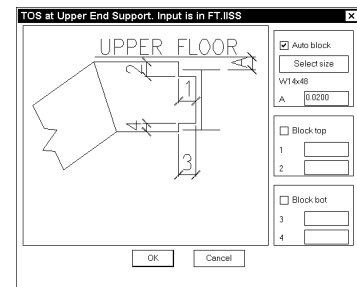 TOS at Upper End Support. Input is in FT.IISS
UPPER FLOOR
A
2
1
4
3
Auto block
Select size
W14x48
A 0.0200
Block top
1
2
Block bot
3
4
OK Cancel